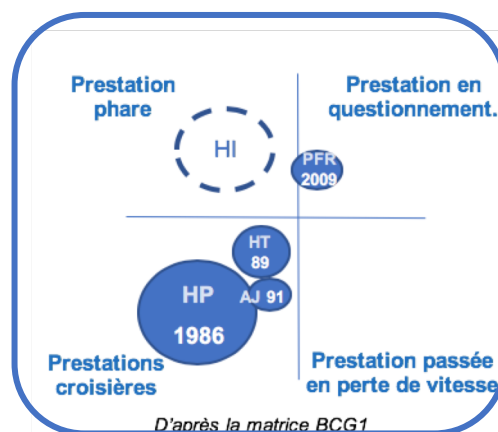 Prestation
phare
Prestation en
questionnement.
HI
PFR
2009
HT
89
AJ 91
HP
1986
Prestations
croisières
Prestation passée
en perte de vitesse
D'après la matrice BCG1